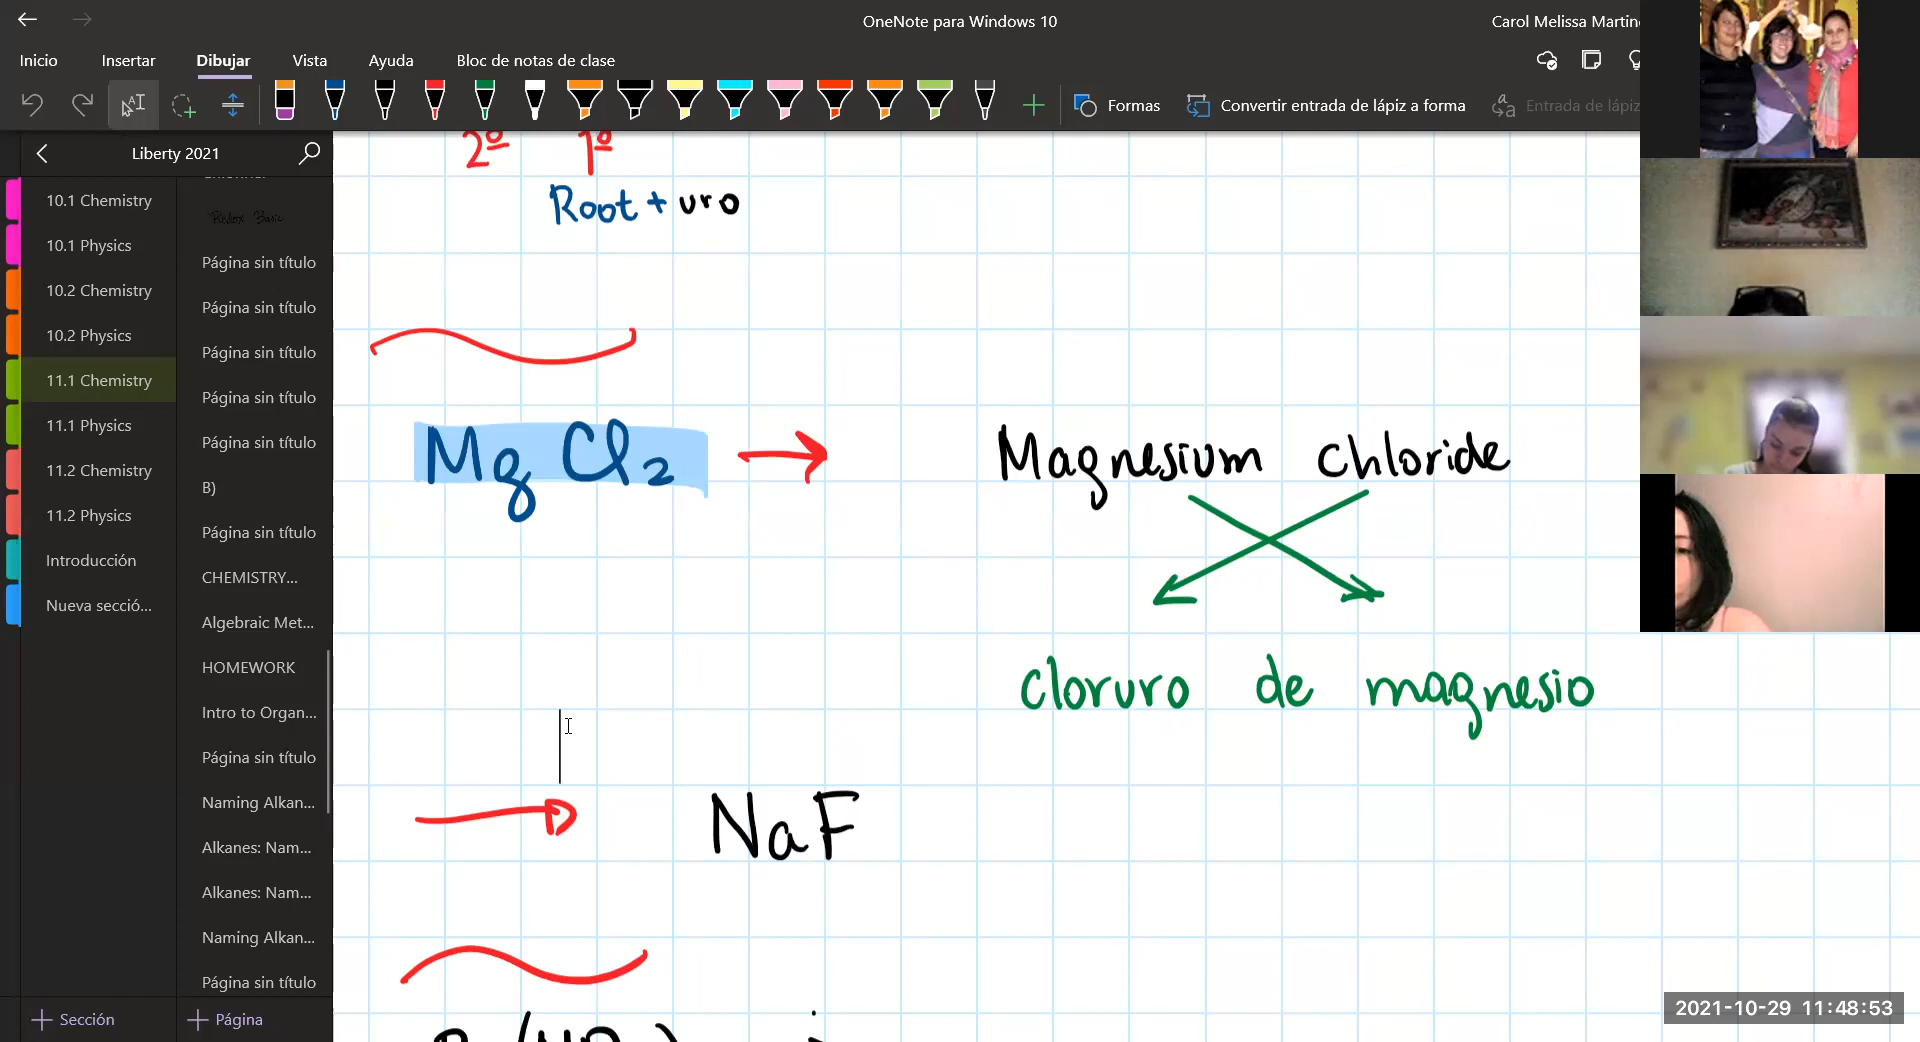 OneNote para Windows 10
Carol Melissa Martin
Inicio
Insertar
Dibujar
Vista
Ayuda
Bloc de notas de clase
Formas
Convertir entrada de lápiz a forma
Entrada de lápiz
Liberty 2021
10.1 Chemistry
10.1 Physics
10.2 Chemistry
10.2 Physics
11.1 Chemistry
11.1 Physics
11.2 Chemistry
11.2 Physics
Introducción
Nueva secció...
Sección
Redox Basic
Página sin título
Página sin título
Página sin título
Página sin título
Página sin título
B)
Página sin título
CHEMISTRY...
Algebraic Met...
HOMEWORK
Intro to Organ...
Página sin título
Naming Alkan...
Alkanes: Nam...
Alkanes: Nam...
Naming Alkan...
Página sin título
Página
2º 1º
Root + uro
MgCl2
Magnesium chloride
cloruro de magnesio
NaF
2021-10-29 11:48:53